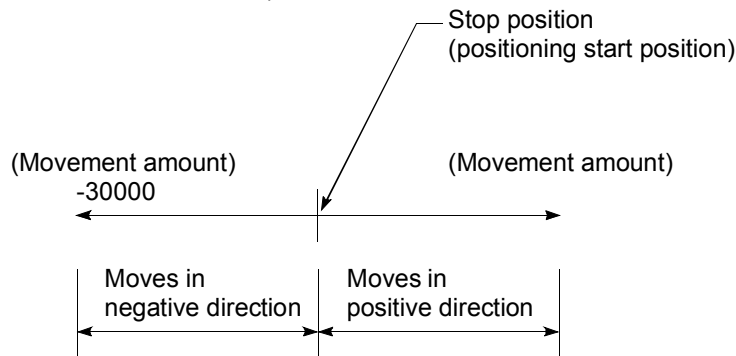 Stop position
(positioning start position)
(Movement amount)
(Movement amount)
-30000
Moves in
negative direction
Moves in
positive direction